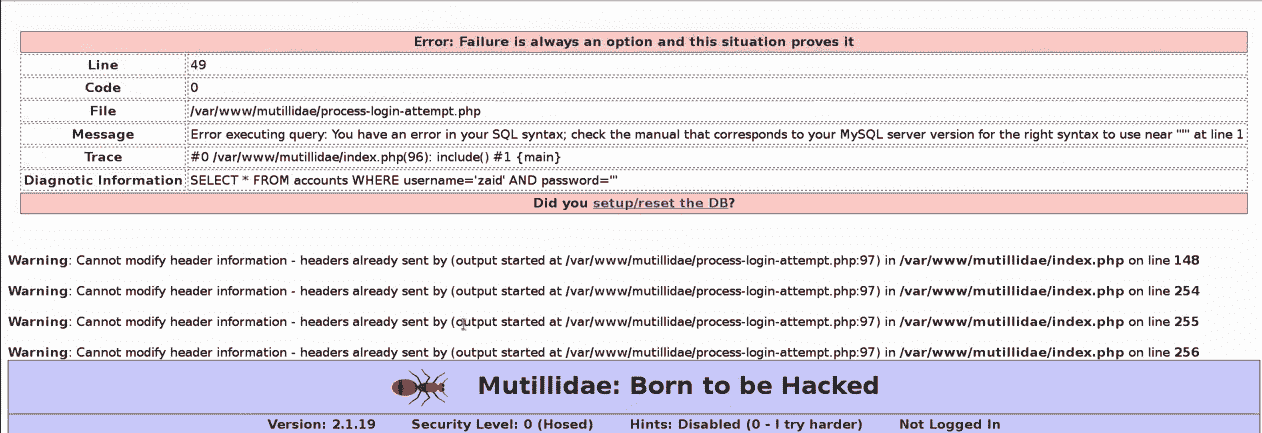 Error: Failure is always an option and this situation proves it
Line 49
Code 0
File /var/www/mutillidae/process-login-attempt.php
Message Error executing query: You have an error in your SQL syntax; check the manual that corresponds to your MySQL server version for the right syntax to use near ''''' at line 1
Trace #0 /var/www/mutillidae/index.php(96): include() #1 {main}
Diagnostic Information SELECT * FROM accounts WHERE username='zaid' AND password='''
Did you setup/reset the DB?
Warning: Cannot modify header information - headers already sent by (output started at /var/www/mutillidae/process-login-attempt.php:97) in /var/www/mutillidae/index.php on line 148
Warning: Cannot modify header information - headers already sent by (output started at /var/www/mutillidae/process-login-attempt.php:97) in /var/www/mutillidae/index.php on line 254
Warning: Cannot modify header information - headers already sent by (output started at /var/www/mutillidae/process-login-attempt.php:97) in /var/www/mutillidae/index.php on line 255
Warning: Cannot modify header information - headers already sent by (output started at /var/www/mutillidae/process-login-attempt.php:97) in /var/www/mutillidae/index.php on line 256
Mutillidae: Born to be Hacked
Version: 2.1.19 Security Level: 0 (Hosed) Hints: Disabled (0 - I try harder) Not Logged In